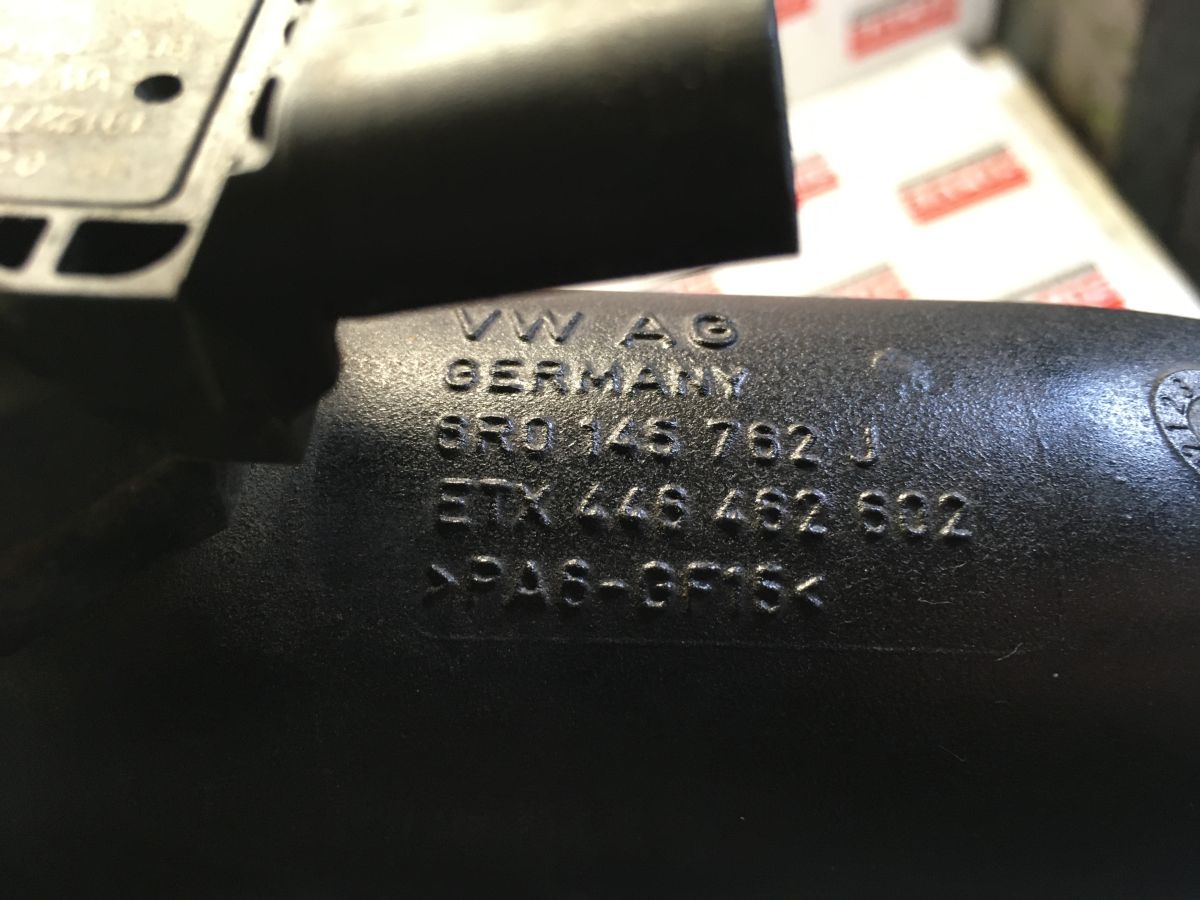 VW AG
GERMANY
6R0 145 762 J
ETX 446 462 602
>PA6-GF15<